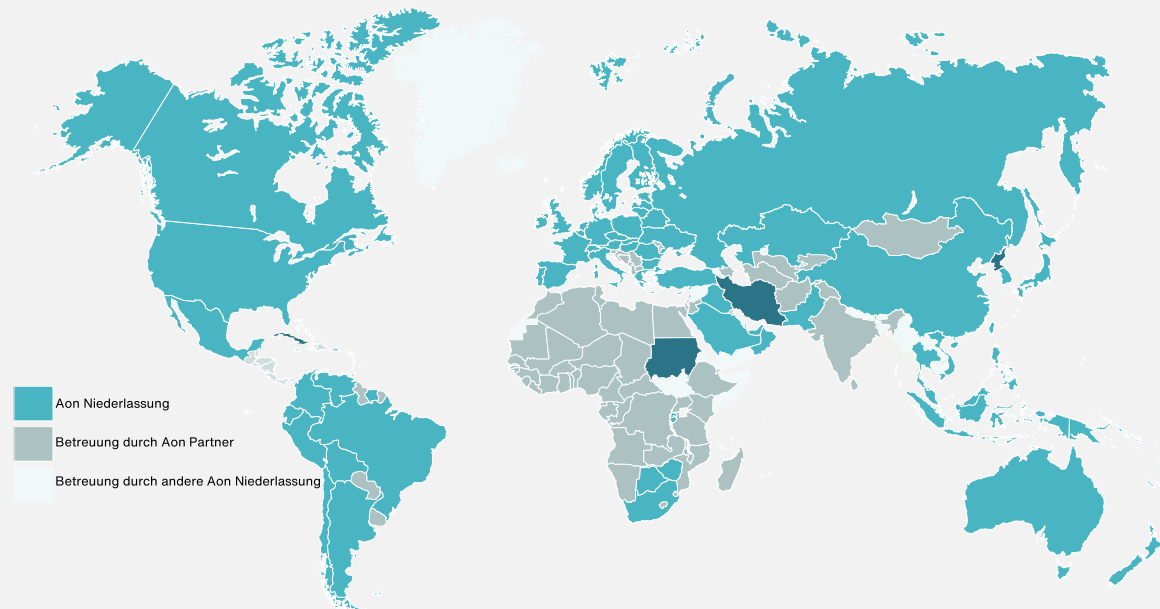 Aon Niederlassung
Betreuung durch Aon Partner
Betreuung durch andere Aon Niederlassung